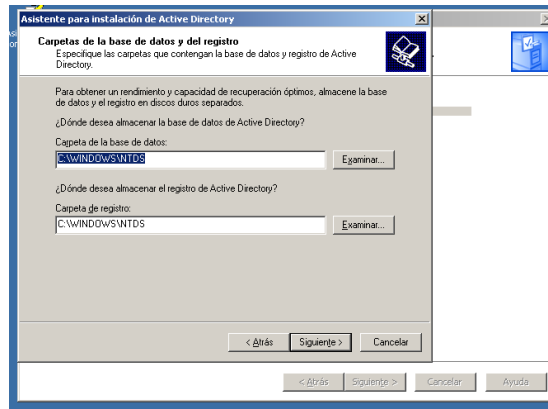 Asistente para instalación de Active Directory
Carpetas de la base de datos y del registro
Especifique las carpetas que contengan la base de datos y registro de Active
Directory.
Para obtener un rendimiento y capacidad de recuperación óptimos, almacene la base
de datos y el registro en discos duros separados.
¿Dónde desea almacenar la base de datos de Active Directory?
Carpeta de la base de datos:
C:\WINDOWS\NTDS
Examinar...
¿Dónde desea almacenar el registro de Active Directory?
Carpeta de registro:
C:\WINDOWS\NTDS
Examinar...
< Atrás Siguiente > Cancelar
< Atrás Siguiente > Cancelar Ayuda